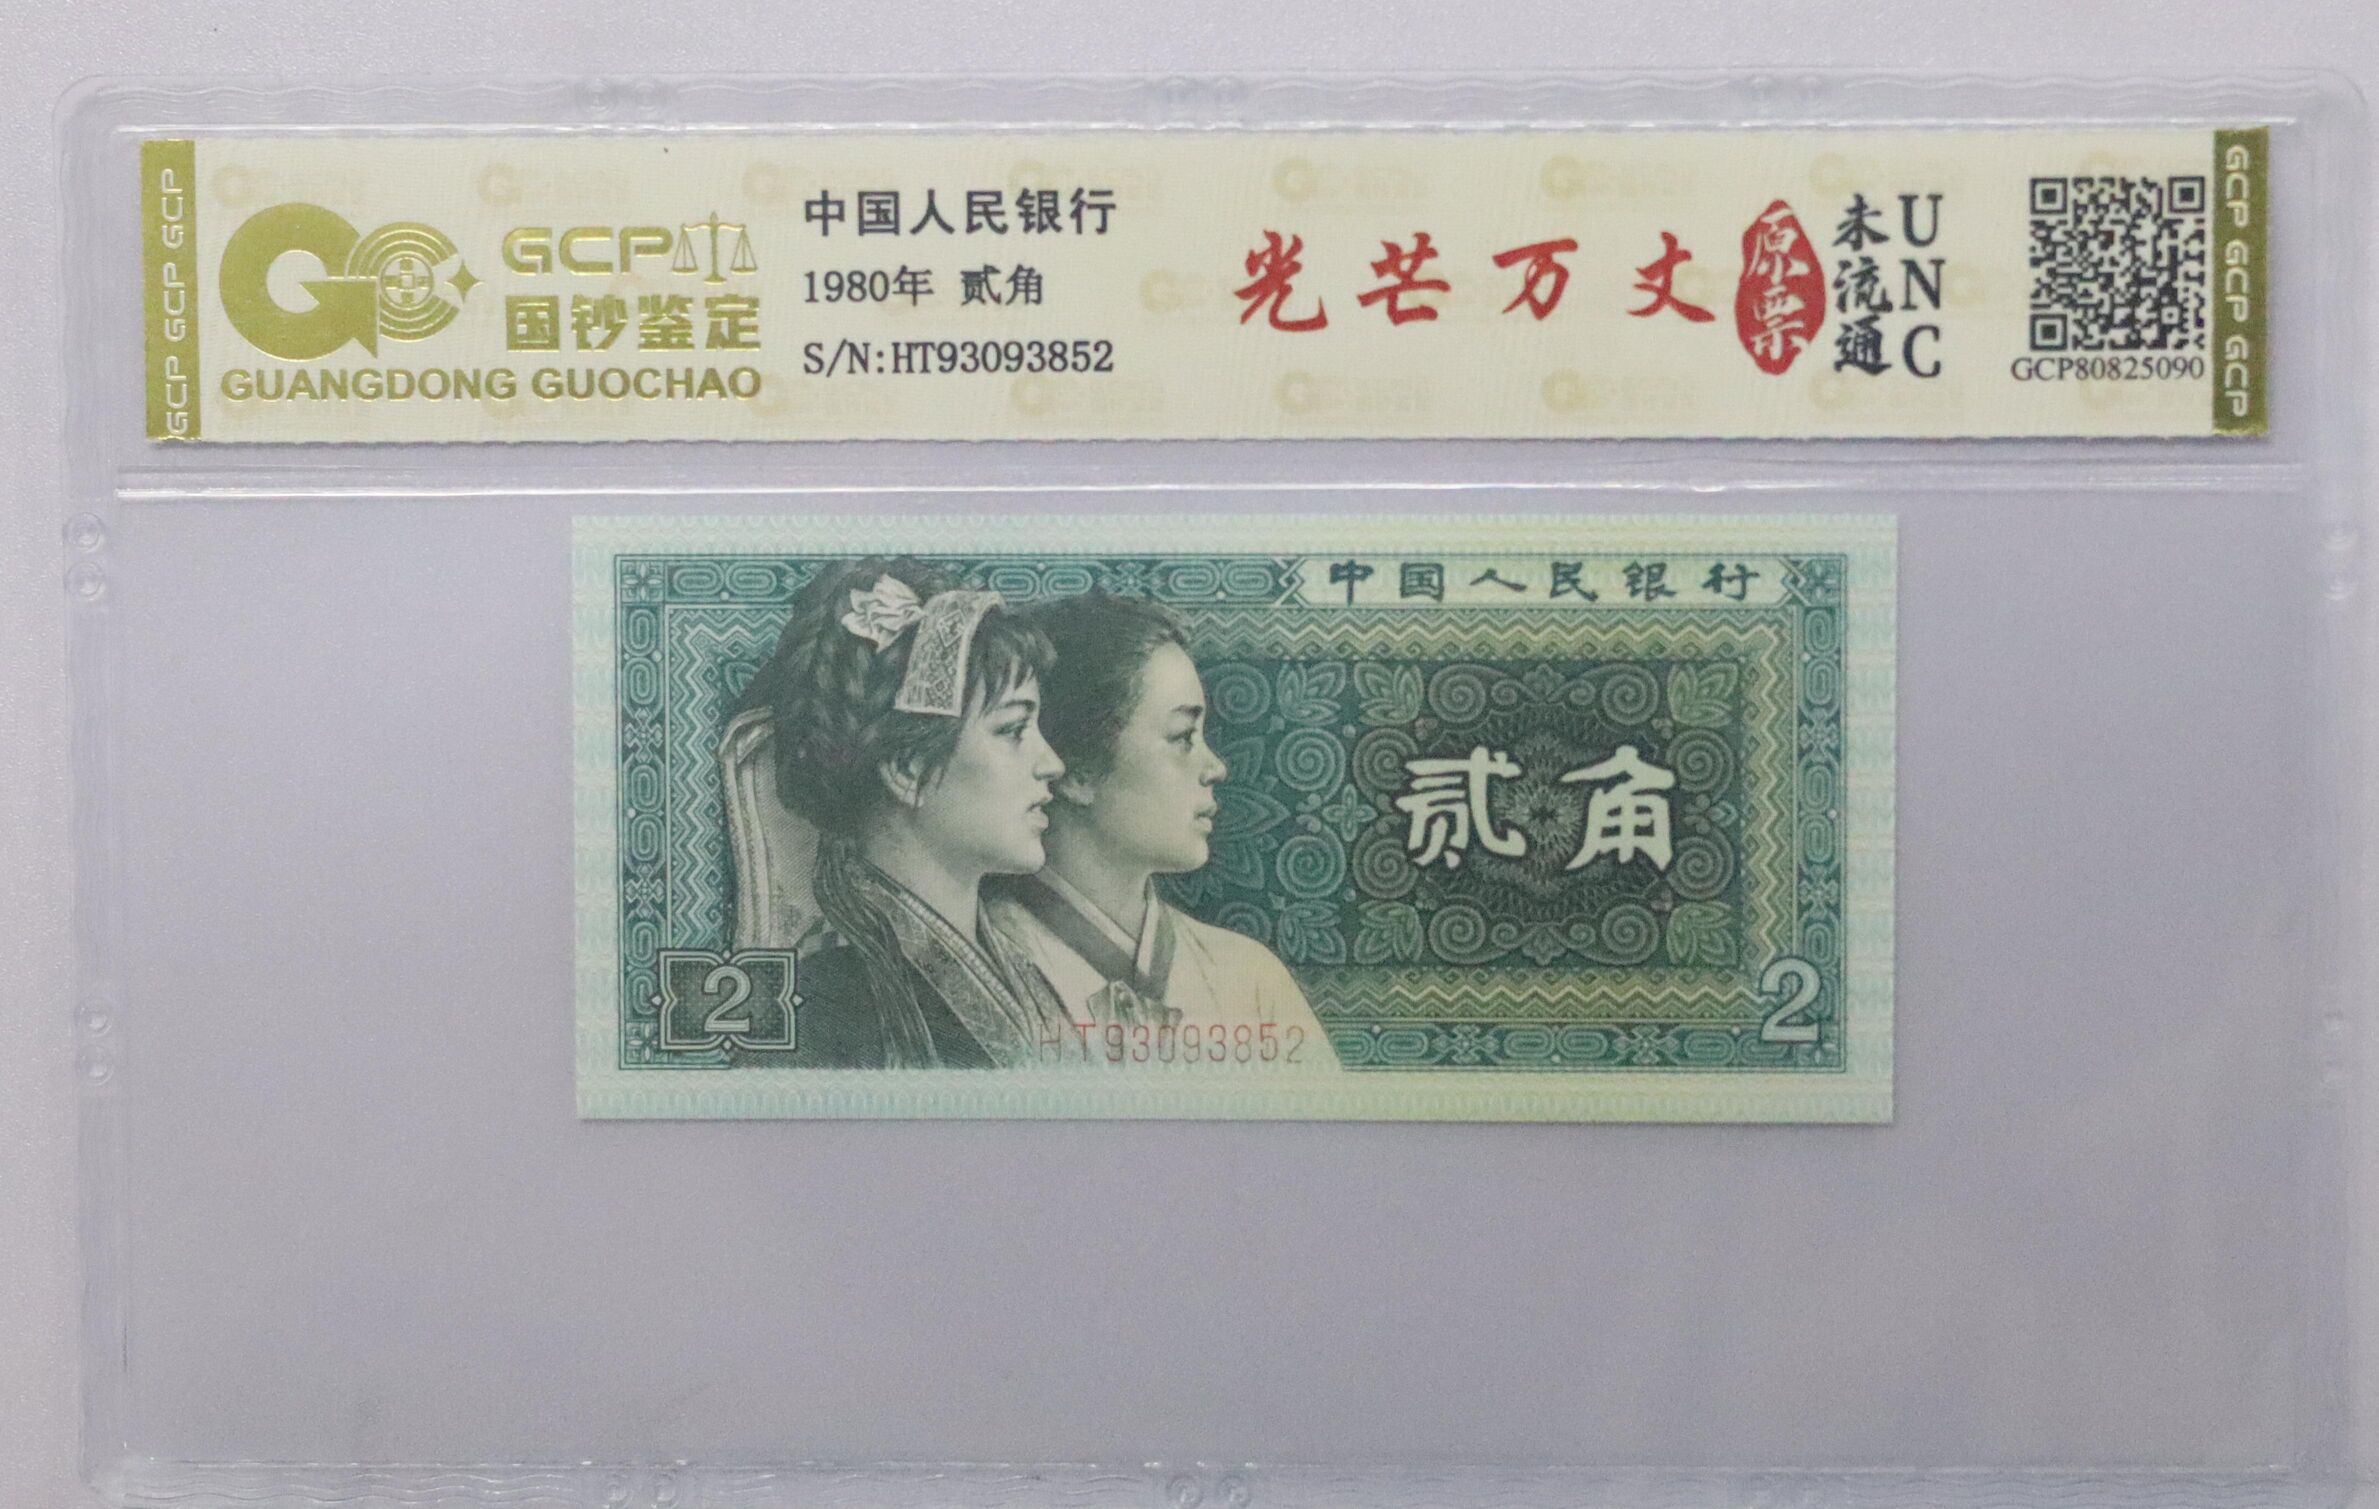 GCP GCP GCP
GCP
国钞鉴定
GUANGDONG GUOCHAO
中国人民银行
1980年 贰角
S/N:HT93093852
光芒万丈
原票
未流通
UNC
GCP80825090
GCP GCP GCP
中国人民银行
贰角
2
2
HT93093852